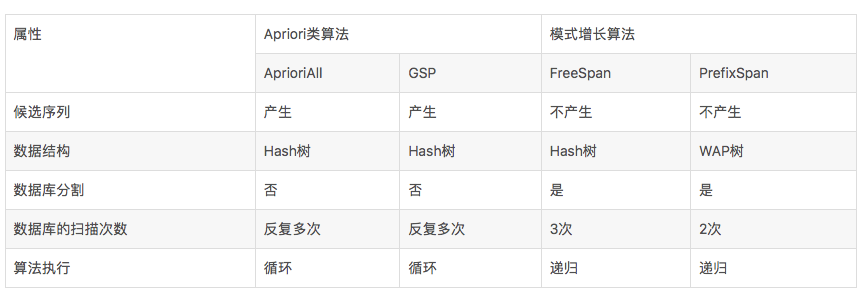 属性 Apriori类算法 模式增长算法
AprioriAll GSP FreeSpan PrefixSpan
候选序列 产生 产生 不产生 不产生
数据结构 Hash树 Hash树 Hash树 WAP树
数据库分割 否 否 是 是
数据库的扫描次数 反复多次 反复多次 3次 2次
算法执行 循环 循环 递归 递归